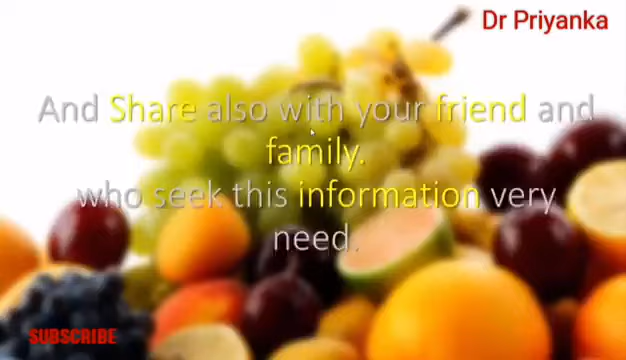 Dr Priyanka
And Share also with your friend and
family.
who seek this information very
need.
SUBSCRIBE